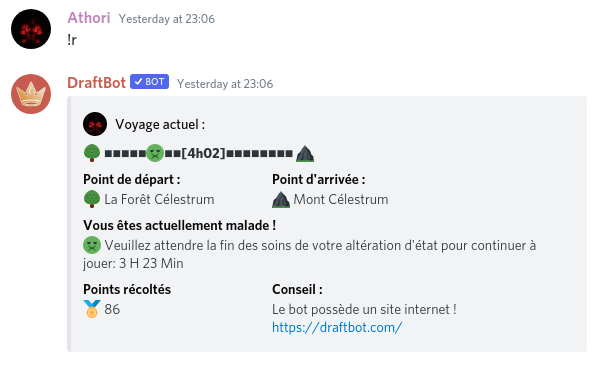 Athori Yesterday at 23:06
!r
DraftBot BOT Yesterday at 23:06
Voyage actuel :
[4h02]
Point de départ : Point d'arrivée :
La Forêt Célestrum Mont Célestrum
Vous êtes actuellement malade !
Veuillez attendre la fin des soins de votre altération d'état pour continuer à
jouer: 3 H 23 Min
Points récoltés Conseil :
86 Le bot possède un site internet !
https://draftbot.com/